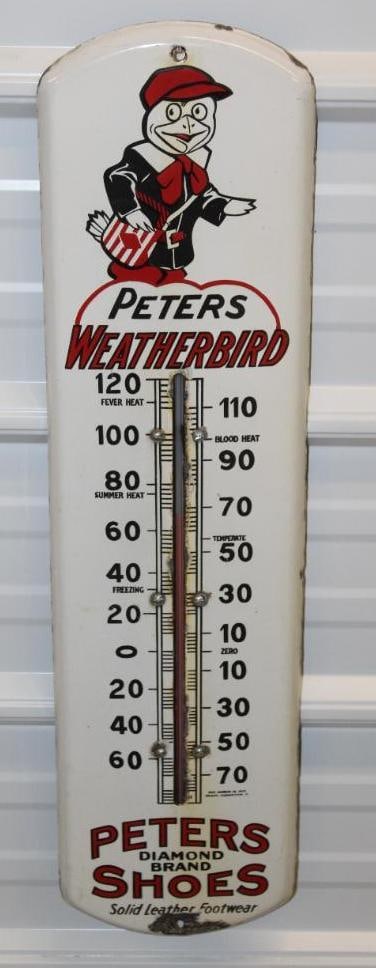 PETERS
WEATHERBIRD
120
FEVER HEAT
110
100
BLOOD HEAT
90
80
SUMMER HEAT
70
60
TEMPERATE
50
40
FREEZING
30
20
10
0
ZERO
10
20
30
40
50
60
70
PETERS
DIAMOND
BRAND
SHOES
Solid Leather Footwear